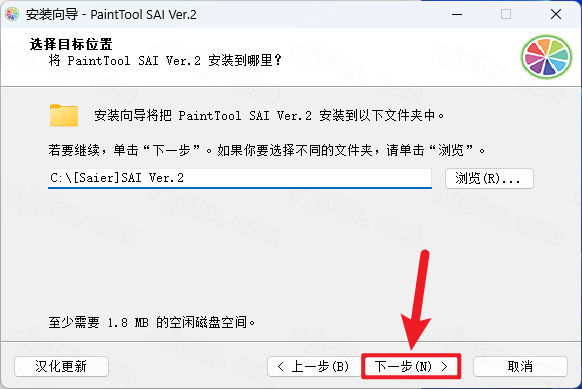 安装向导 - PaintTool SAI Ver.2
选择目标位置
将 PaintTool SAI Ver.2 安装到哪里？
安装向导将把 PaintTool SAI Ver.2 安装到以下文件夹中。
若要继续，单击“下一步”。如果你要选择不同的文件夹，请单击“浏览”。
C:\[Saier]SAI Ver.2
浏览(R)...
至少需要 1.8 MB 的空闲磁盘空间。
汉化更新
< 上一步(B)
下一步(N) >
取消